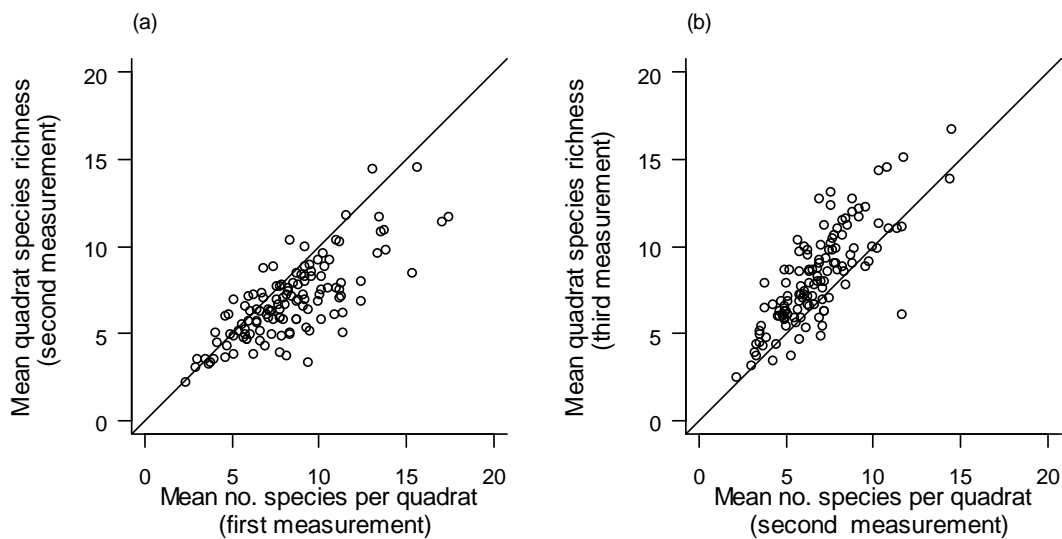 (a)
Mean quadrat species richness
(second measurement)
20
15
10
5
0
0 5 10 15 20
Mean no. species per quadrat
(first measurement)
(b)
Mean quadrat species richness
(third measurement)
20
15
10
5
0
0 5 10 15 20
Mean no. species per quadrat
(second measurement)